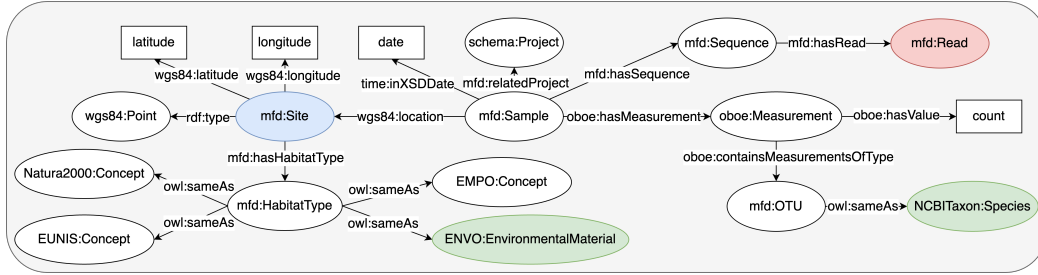 latitude
longitude
date
schema:Project
mfd:Sequence
mfd:hasRead
mfd:Read
wgs84:latitude
wgs84:longitude
time:inXSDDate
mfd:relatedProject
mfd:hasSequence
wgs84:Point
rdf:type
mfd:Site
wgs84:location
mfd:Sample
oboe:hasMeasurement
oboe:Measurement
oboe:hasValue
count
mfd:hasHabitatType
oboe:containsMeasurementsOfType
Natura2000:Concept
owl:sameAs
owl:sameAs
EMPO:Concept
mfd:HabitatType
mfd:OTU
owl:sameAs
NCBITaxon:Species
owl:sameAs
owl:sameAs
EUNIS:Concept
ENVO:EnvironmentalMaterial